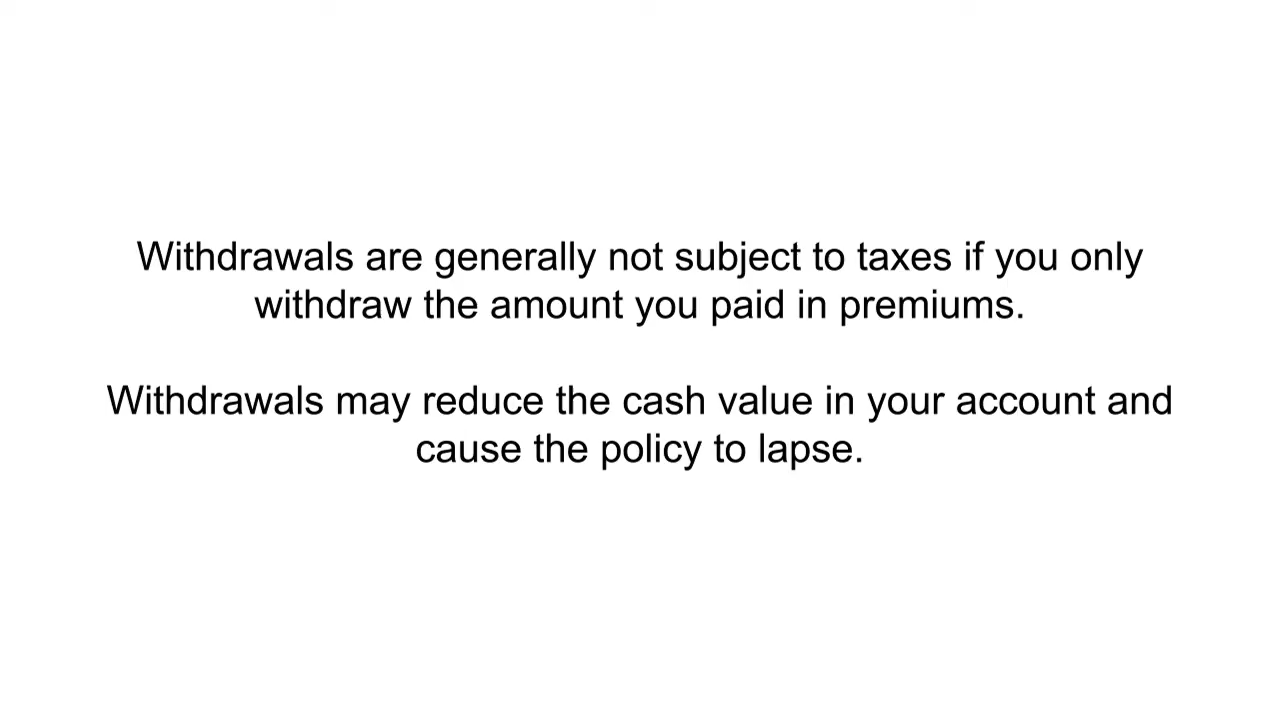 Withdrawals are generally not subject to taxes if you only
withdraw the amount you paid in premiums.
Withdrawals may reduce the cash value in your account and
cause the policy to lapse.